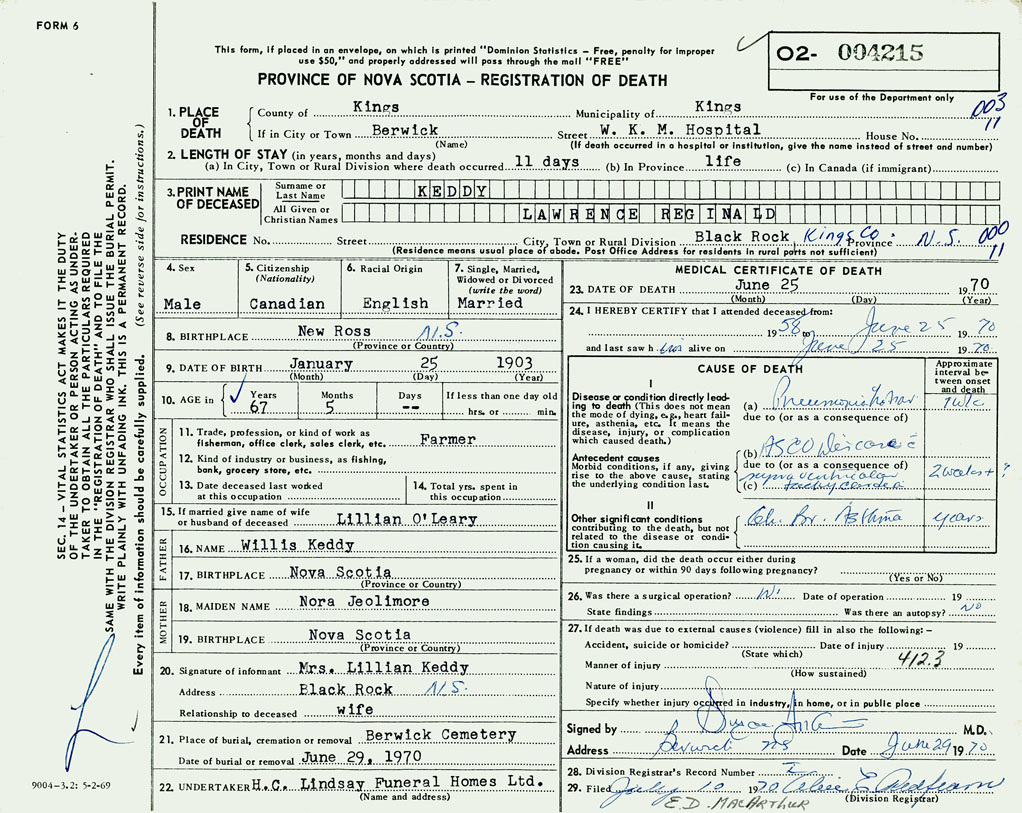 FORM 6
This form, if placed in an envelope, on which is printed "Dominion Statistics – Free, penalty for improper
use $50," and properly addressed will pass through the mail "FREE"
PROVINCE OF NOVA SCOTIA – REGISTRATION OF DEATH
02- 004215
For use of the Department only
SEC. 14 – VITAL STATISTICS ACT MAKES IT THE DUTY
OF THE UNDERTAKER OR PERSON ACTING AS UNDER-
TAKER TO OBTAIN ALL THE PARTICULARS REQUIRED
IN THE "REGISTRATION OF DEATH" AND TO FILE THE
SAME WITH THE DIVISION REGISTRAR WHO SHALL ISSUE THE BURIAL PERMIT.
WRITE PLAINLY WITH UNFADING INK. THIS IS A PERMANENT RECORD.
Every item of information should be carefully supplied. (See reverse side for instructions.)
1. PLACE OF DEATH
County of Kings Municipality of Kings 003
If in City or Town Berwick Street W. K. M. Hospital House No. 11
(Name) (If death occurred in a hospital or institution, give the name instead of street and number)
2. LENGTH OF STAY (in years, months and days)
(a) In City, Town or Rural Division where death occurred 11 days (b) In Province life (c) In Canada (if immigrant)
3. PRINT NAME OF DECEASED
Surname or Last Name KEDDY
All Given or Christian Names LAWRENCE REGINALD
RESIDENCE No. Street City, Town or Rural Division Black Rock, Kings Co. Province N.S. 000
(Residence means usual place of abode. Post Office Address for residents in rural parts not sufficient) 11
4. Sex
Male
5. Citizenship (Nationality)
Canadian
6. Racial Origin
English
7. Single, Married, Widowed or Divorced (write the word)
Married
8. BIRTHPLACE New Ross N.S.
(Province or Country)
9. DATE OF BIRTH January 25 1903
(Month) (Day) (Year)
10. AGE in Years Months Days If less than one day old
67 5 -- hrs. or min.
OCCUPATION
11. Trade, profession, or kind of work as fisherman, office clerk, sales clerk, etc. Farmer
12. Kind of industry or business, as fishing, bank, grocery store, etc.
13. Date deceased last worked at this occupation
14. Total yrs. spent in this occupation
15. If married give name of wife or husband of deceased Lillian O'Leary
FATHER
16. NAME Willis Keddy
17. BIRTHPLACE Nova Scotia
(Province or Country)
MOTHER
18. MAIDEN NAME Nora Jeolimore
19. BIRTHPLACE Nova Scotia
(Province or Country)
20. Signature of informant Mrs. Lillian Keddy
Address Black Rock N.S.
Relationship to deceased wife
21. Place of burial, cremation or removal Berwick Cemetery
Date of burial or removal June 29, 1970
22. UNDERTAKER H.C. Lindsay Funeral Homes Ltd.
(Name and address)
9004-3.2: 5-2-69
MEDICAL CERTIFICATE OF DEATH
23. DATE OF DEATH June 25 1970
(Month) (Day) (Year)
24. I HEREBY CERTIFY that I attended deceased from:
1958 to June 25 1970
and last saw him alive on June 25 1970
CAUSE OF DEATH
Approximate interval between onset and death
I
Disease or condition directly leading to death (This does not mean the mode of dying, e.g., heart failure, asthenia, etc. It means the disease, injury, or complication which caused death.)
(a) 1 wk
due to (or as a consequence of)
Antecedent causes
Morbid conditions, if any, giving rise to the above cause, stating the underlying condition last.
(b) ASCO Disease
due to (or as a consequence of) 2 weeks + ?
(c) tachycardia
II
Other significant conditions contributing to the death, but not related to the disease or condition causing it.
Ch. Br. Asthma years
25. If a woman, did the death occur either during pregnancy or within 90 days following pregnancy?
(Yes or No)
26. Was there a surgical operation? Date of operation 19
State findings Was there an autopsy? No
27. If death was due to external causes (violence) fill in also the following: –
Accident, suicide or homicide? Date of injury 19
(State which) 412.3
Manner of injury
(How sustained)
Nature of injury
Specify whether injury occurred in industry, in home, or in public place
Signed by M.D.
Address Berwick NS Date June 29 1970
28. Division Registrar's Record Number
29. Filed July 10 1970
(Division Registrar)
E.D. MACARTHUR